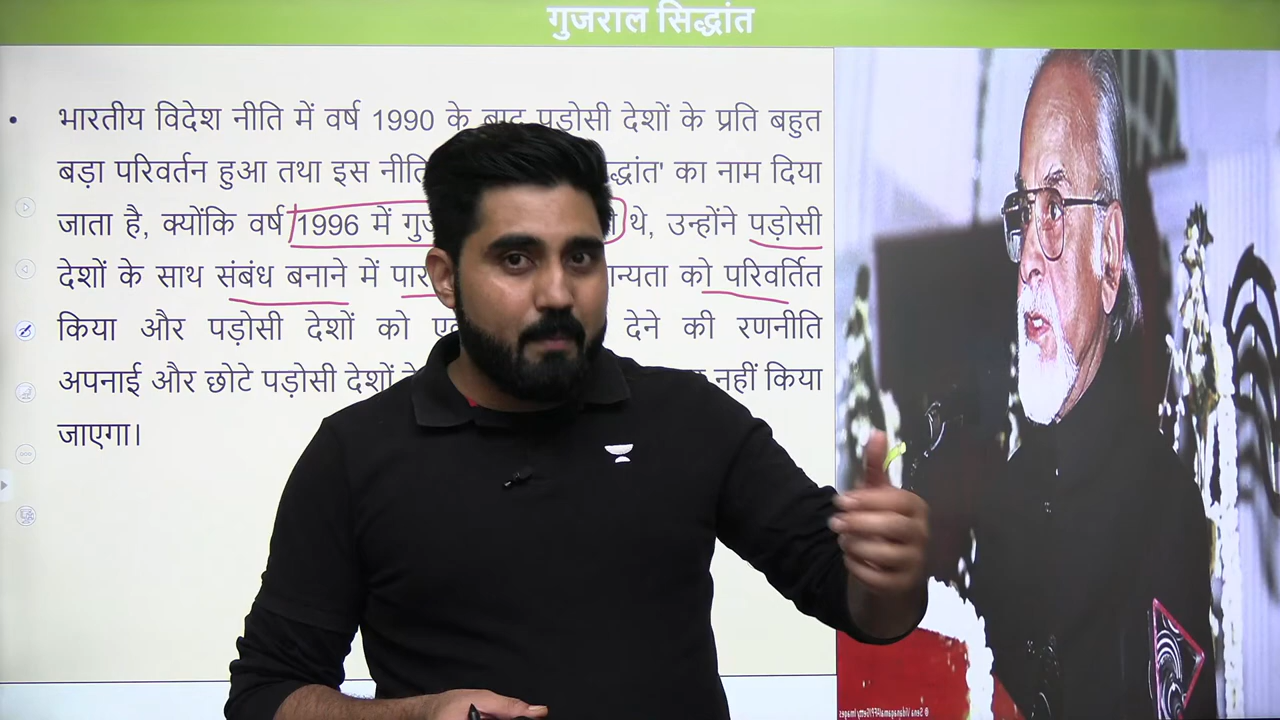 गुजराल सिद्धांत
• भारतीय विदेश नीति में वर्ष 1990 के बाद पड़ोसी देशों के प्रति बहुत
बड़ा परिवर्तन हुआ तथा इस का नाम दिया
जाता है, क्योंकि वर्ष 1996 में थे, उन्होंने पड़ोसी
देशों के साथ संबंध बनाने में को परिवर्तित
किया और पड़ोसी देशों को देने की रणनीति
अपनाई और छोटे पड़ोसी देशों नहीं किया
जाएगा।